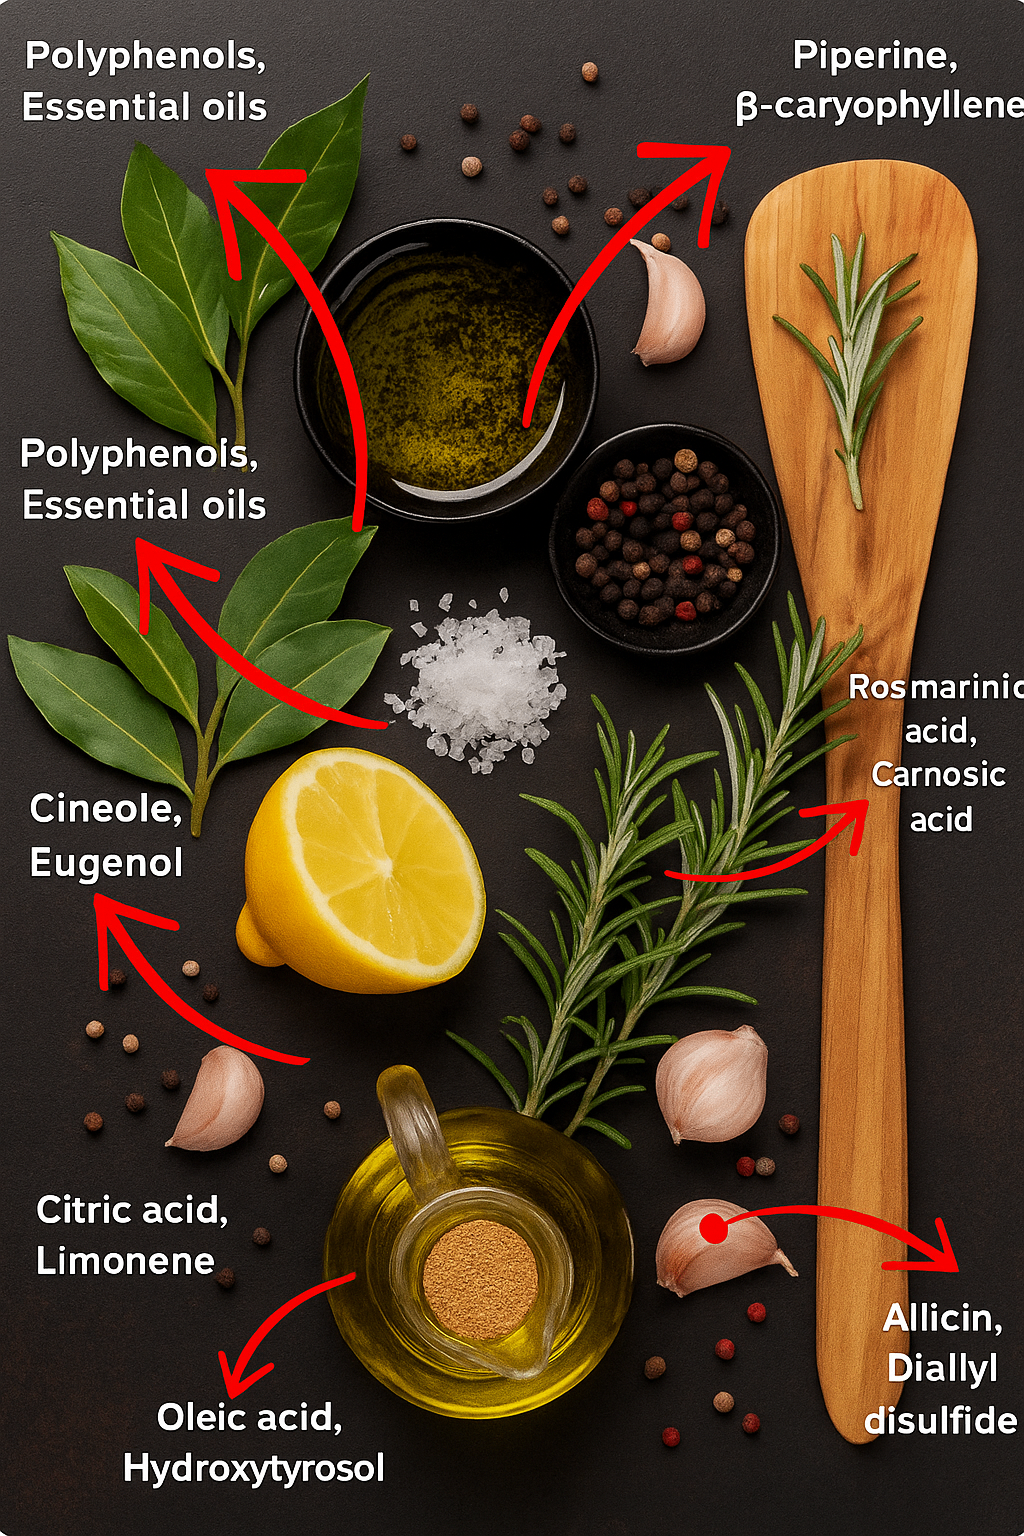 Polyphenols,
Essential oils
Piperine,
β-caryophyllene
Polyphenols,
Essential oils
Rosmarinic
acid,
Carnosic
acid
Cineole,
Eugenol
Citric acid,
Limonene
Allicin,
Diallyl
disulfide
Oleic acid,
Hydroxytyrosol